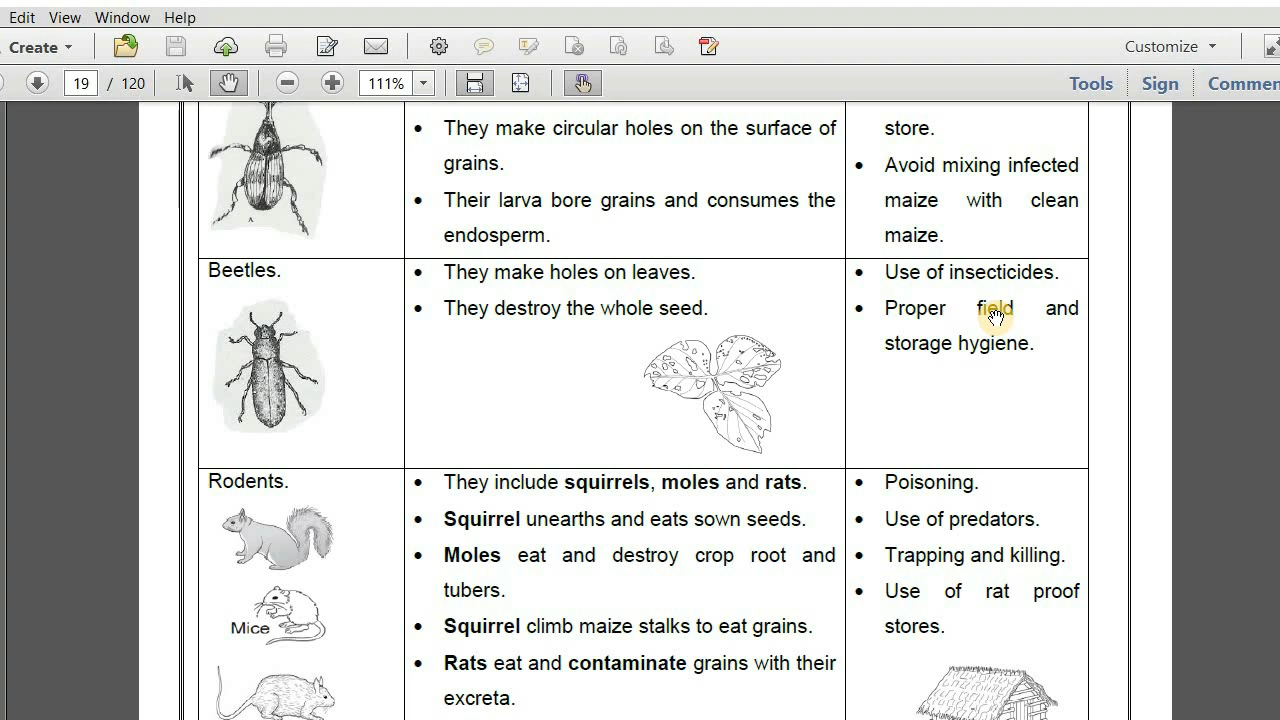 Edit View Window Help
Create Customize
19 / 120 111% Tools Sign Commen
They make circular holes on the surface of
grains.
Their larva bore grains and consumes the
endosperm.
store.
Avoid mixing infected
maize with clean
maize.
A
Beetles.
They make holes on leaves.
They destroy the whole seed.
Use of insecticides.
Proper field and
storage hygiene.
Rodents.
Mice
They include squirrels, moles and rats.
Squirrel unearths and eats sown seeds.
Moles eat and destroy crop root and
tubers.
Squirrel climb maize stalks to eat grains.
Rats eat and contaminate grains with their
excreta.
Poisoning.
Use of predators.
Trapping and killing.
Use of rat proof
stores.